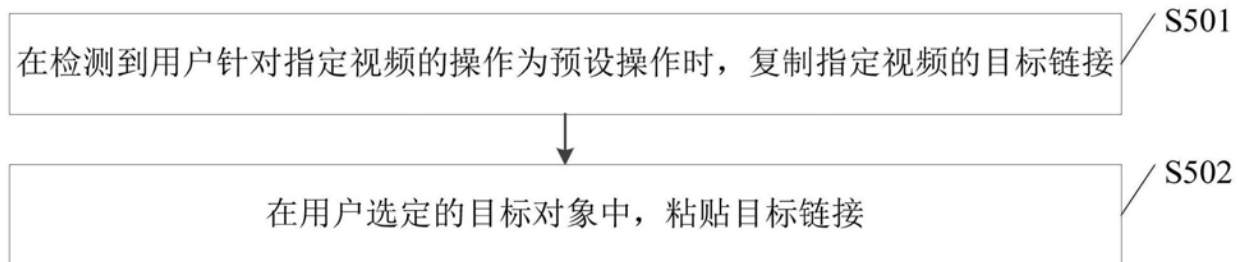 S501
在检测到用户针对指定视频的操作为预设操作时，复制指定视频的目标链接
S502
在用户选定的目标对象中，粘贴目标链接